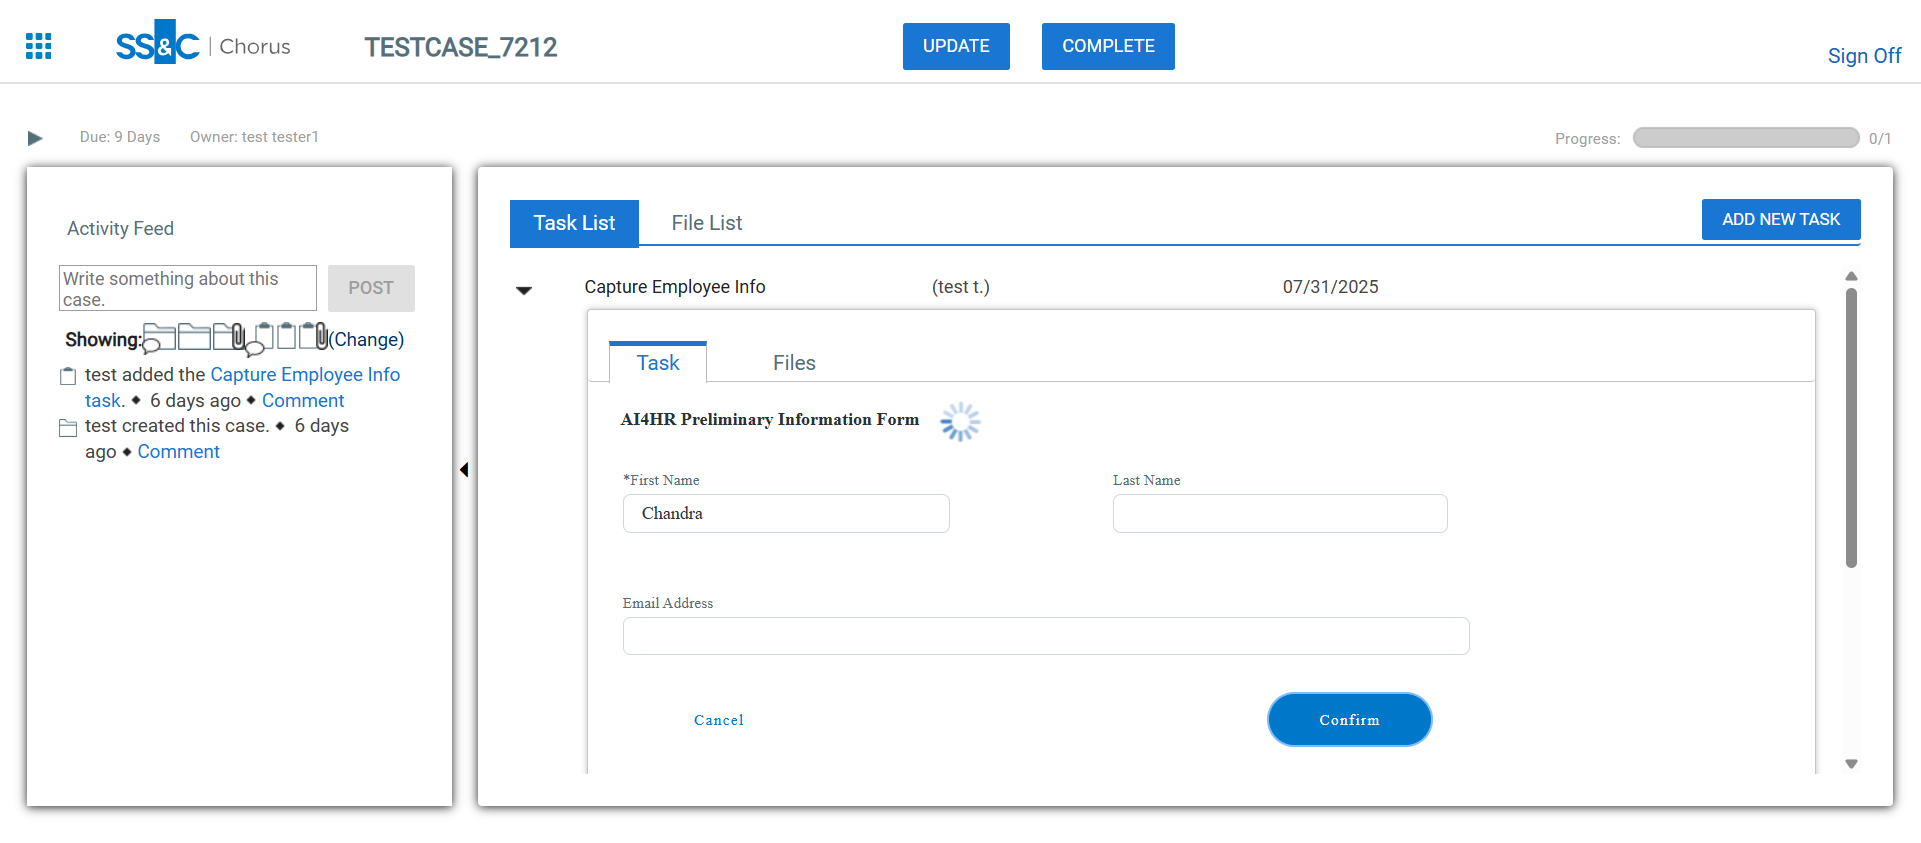 SS&C | Chorus
TESTCASE_7212
UPDATE
COMPLETE
Sign Off
Due: 9 Days
Owner: test tester1
Progress:
0/1
Activity Feed
Write something about this
case.
POST
Showing:
(Change)
test added the Capture Employee Info
task. ◆ 6 days ago ◆ Comment
test created this case. ◆ 6 days
ago ◆ Comment
Task List
File List
ADD NEW TASK
Capture Employee Info
(test t.)
07/31/2025
Task
Files
AI4HR Preliminary Information Form
*First Name
Last Name
Chandra
Email Address
Cancel
Confirm